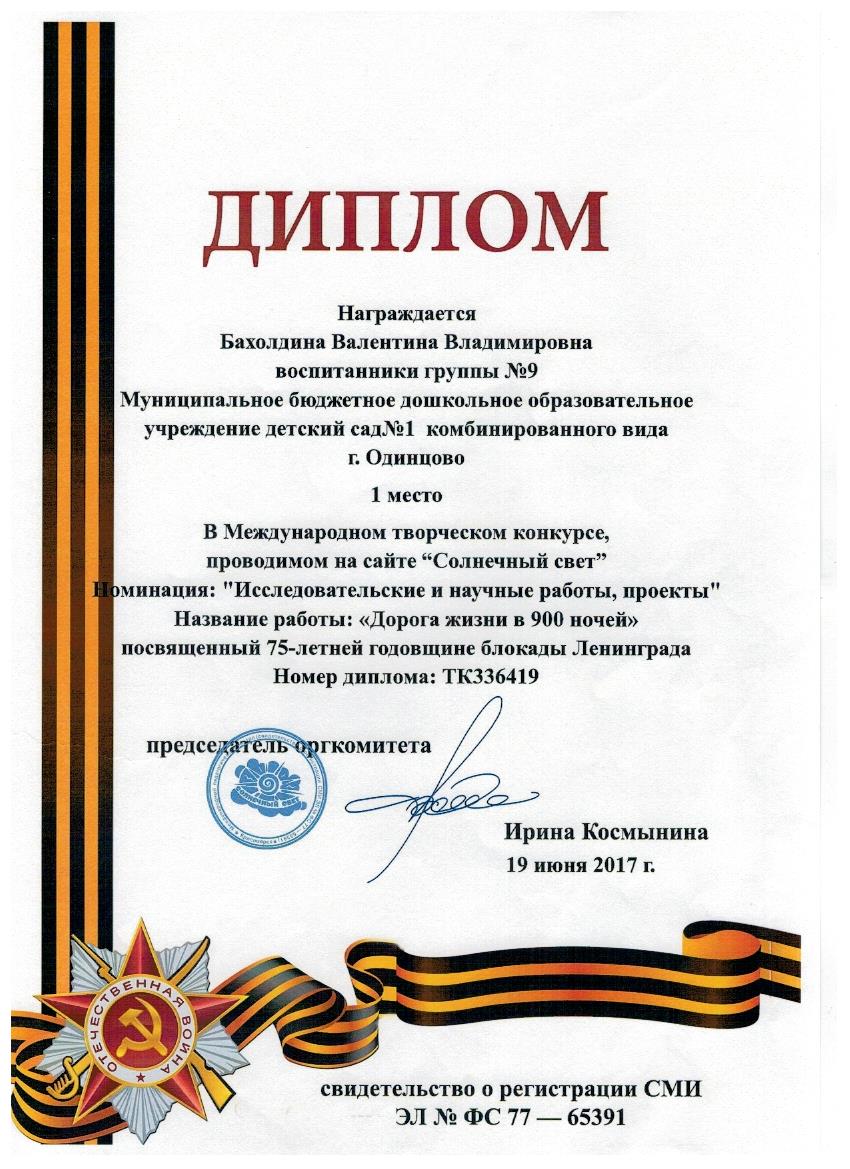 ДИПЛОМ
Награждается
Бахолдина Валентина Владимировна
воспитанники группы №9
Муниципальное бюджетное дошкольное образовательное
учреждение детский сад№1 комбинированного вида
г. Одинцово
1 место
В Международном творческом конкурсе,
проводимом на сайте “Солнечный свет”
Номинация: "Исследовательские и научные работы, проекты"
Название работы: «Дорога жизни в 900 ночей»
посвященный 75-летней годовщине блокады Ленинграда
Номер диплома: ТК336419
председатель оргкомитета
СОЛНЕЧНЫЙ СВЕТ
Ирина Космынина
19 июня 2017 г.
ОТЕЧЕСТВЕННАЯ ВОЙНА
свидетельство о регистрации СМИ
ЭЛ № ФС 77 — 65391